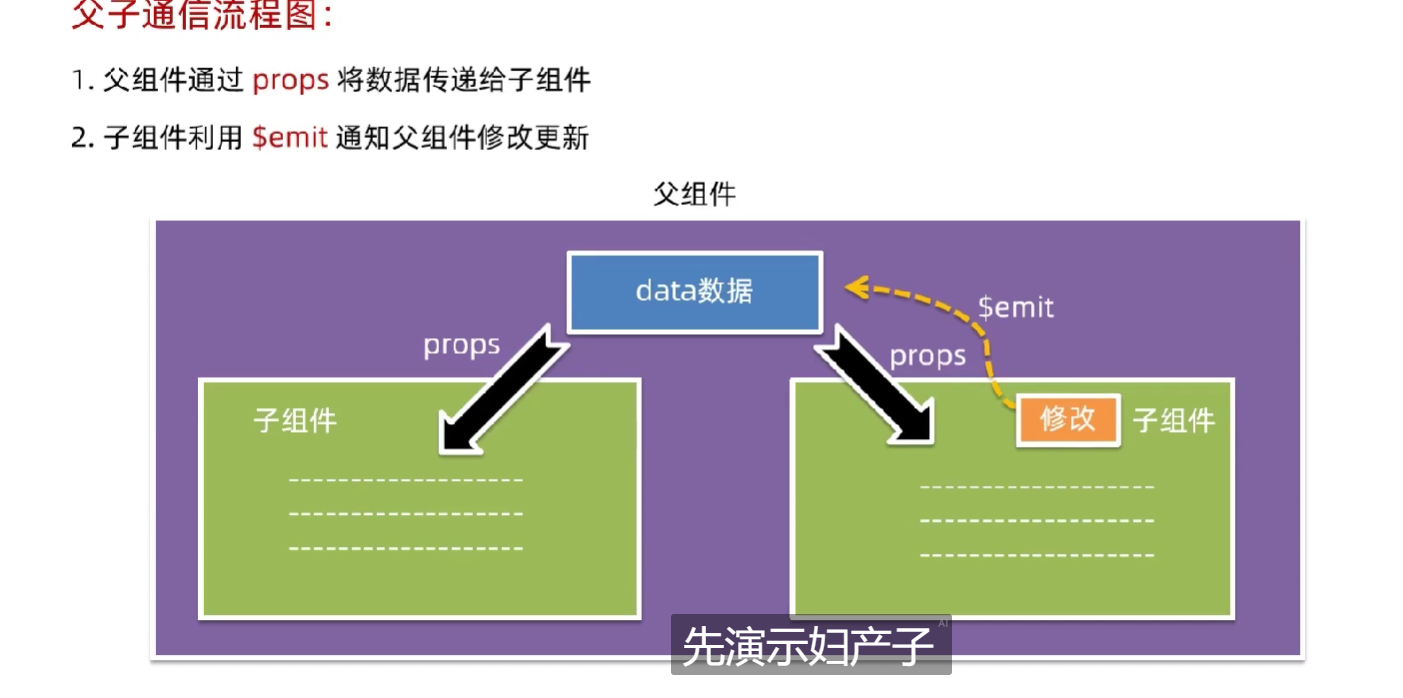 父子通信流程图：
1. 父组件通过 props 将数据传递给子组件
2. 子组件利用 $emit 通知父组件修改更新
父组件
data数据
$emit
props
props
子组件
修改
子组件
AI
先演示妇产子